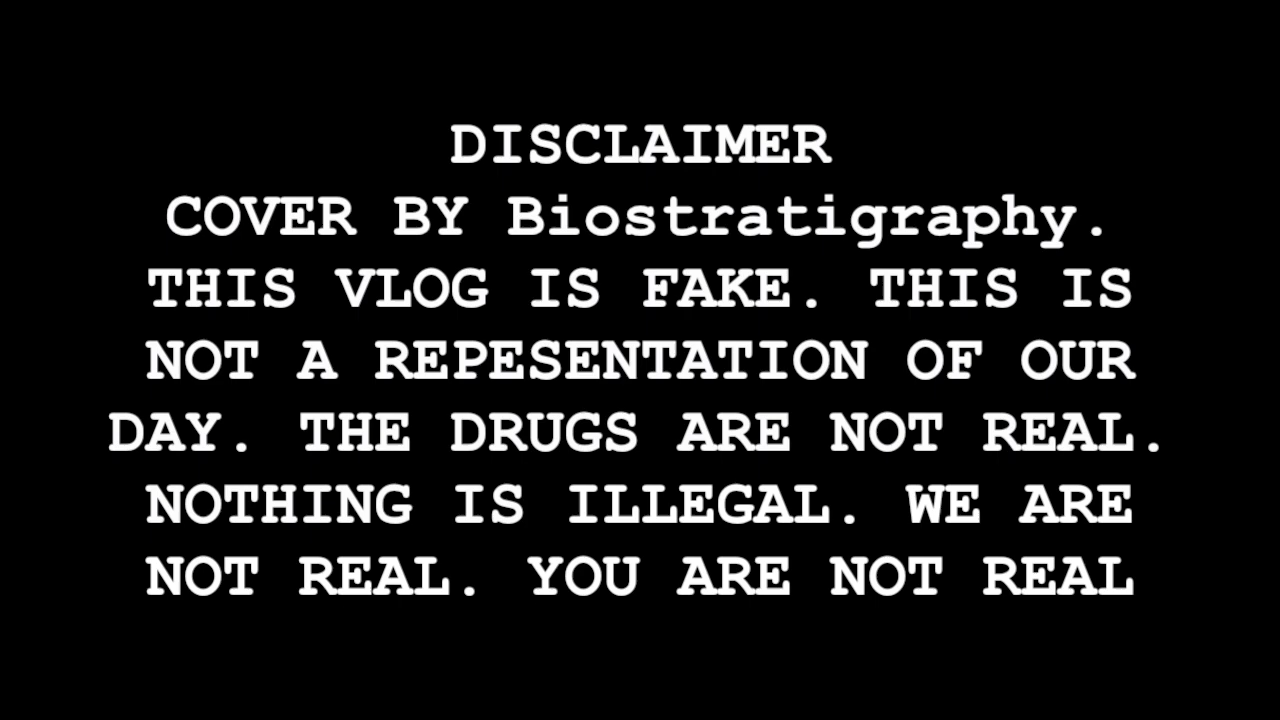 DISCLAIMER
COVER BY Biostratigraphy.
THIS VLOG IS FAKE. THIS IS
NOT A REPESENTATION OF OUR
DAY. THE DRUGS ARE NOT REAL.
NOTHING IS ILLEGAL. WE ARE
NOT REAL. YOU ARE NOT REAL